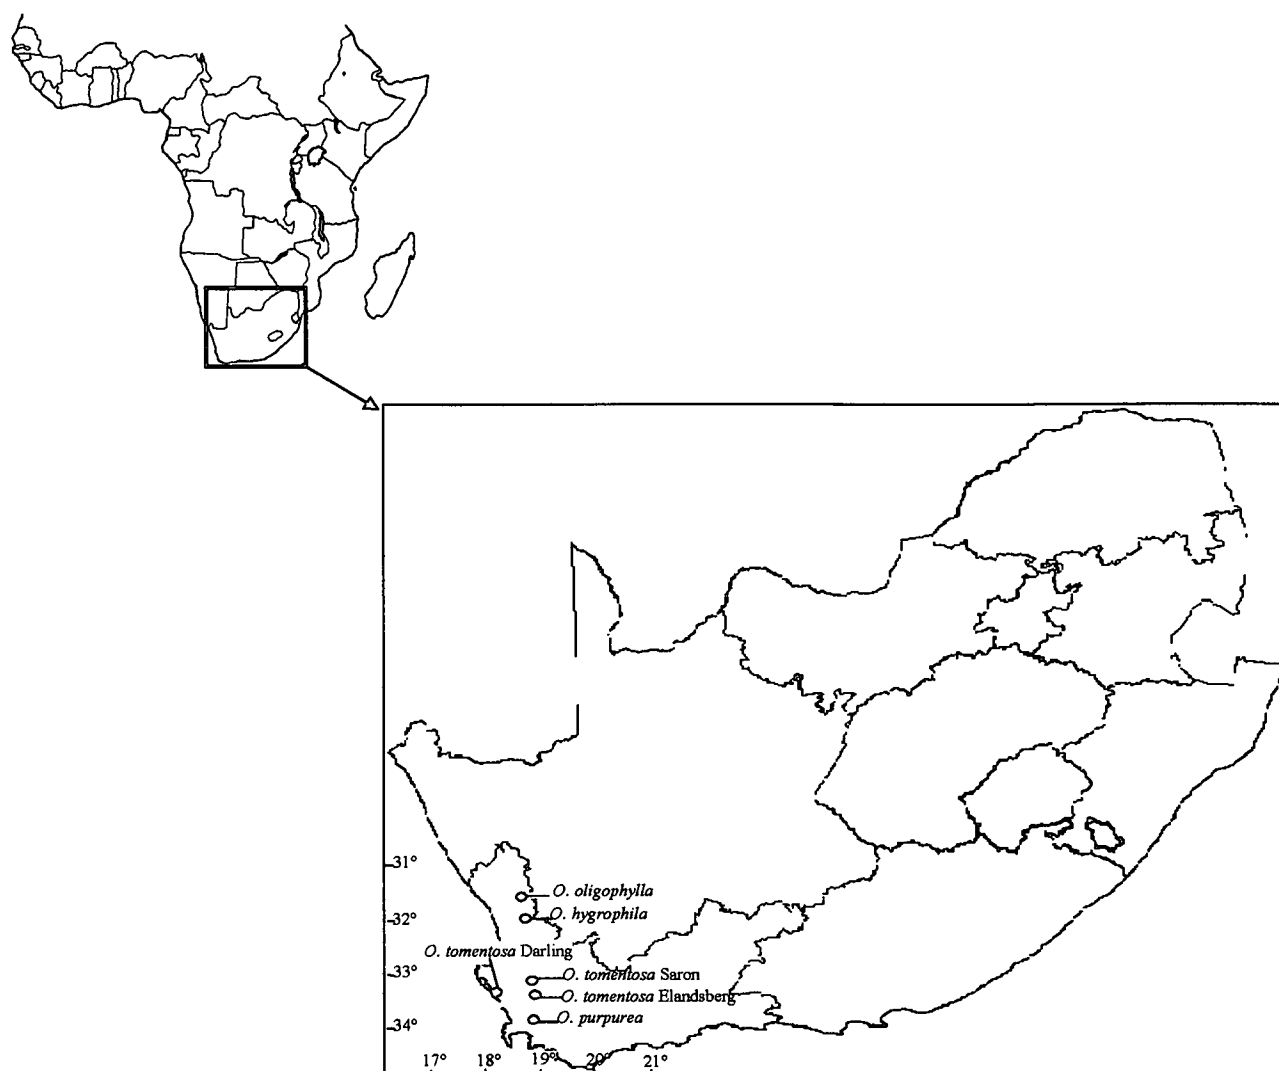 31°
O. oligophylla
32°
O. hygrophila
O. tomentosa Darling
33°
O. tomentosa Saron
O. tomentosa Elandsberg
34°
O. purpurea
17° 18° 19° 20° 21°